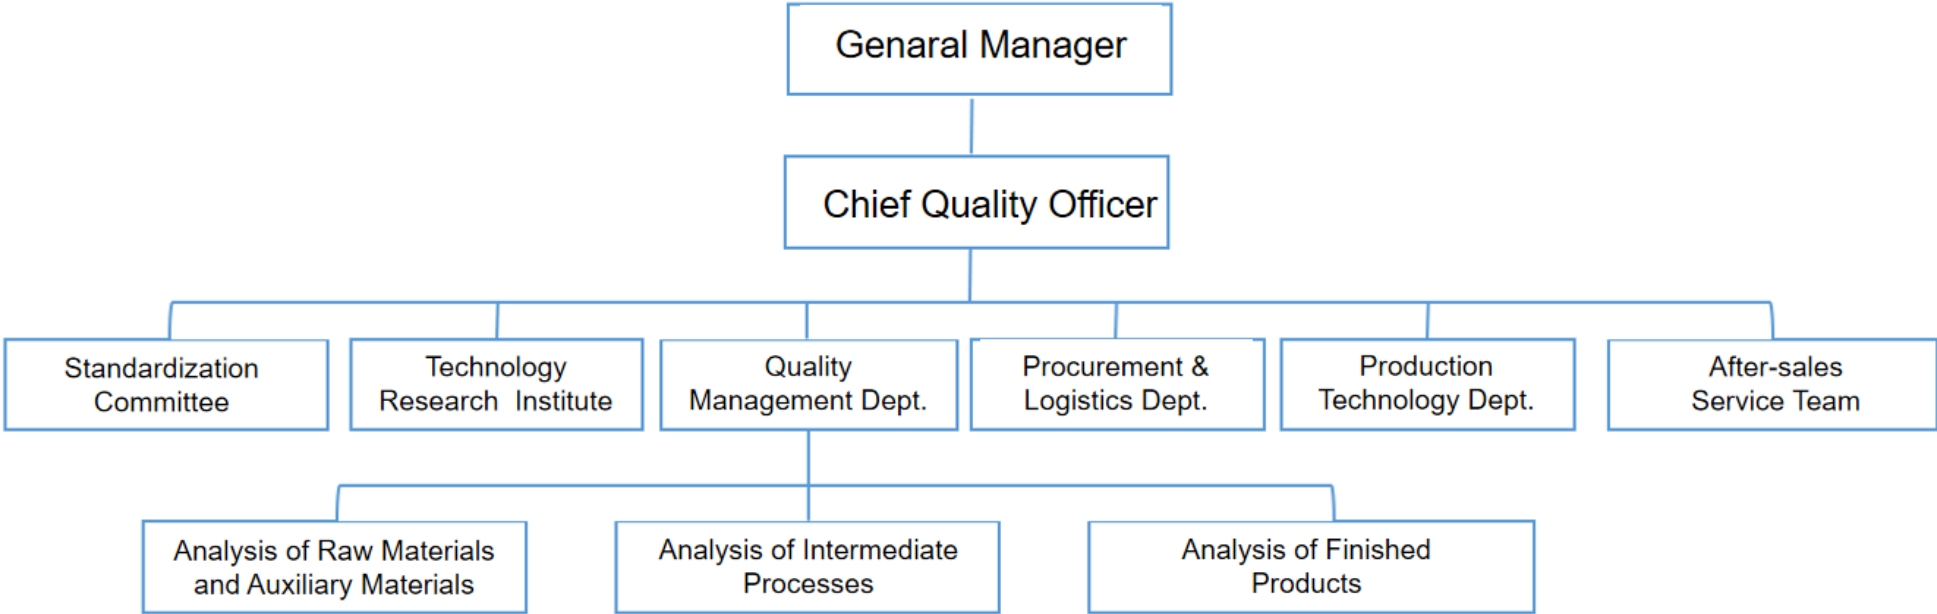 Genaral Manager
Chief Quality Officer
Standardization
Committee
Technology
Research Institute
Quality
Management Dept.
Procurement &
Logistics Dept.
Production
Technology Dept.
After-sales
Service Team
Analysis of Raw Materials
and Auxiliary Materials
Analysis of Intermediate
Processes
Analysis of Finished
Products